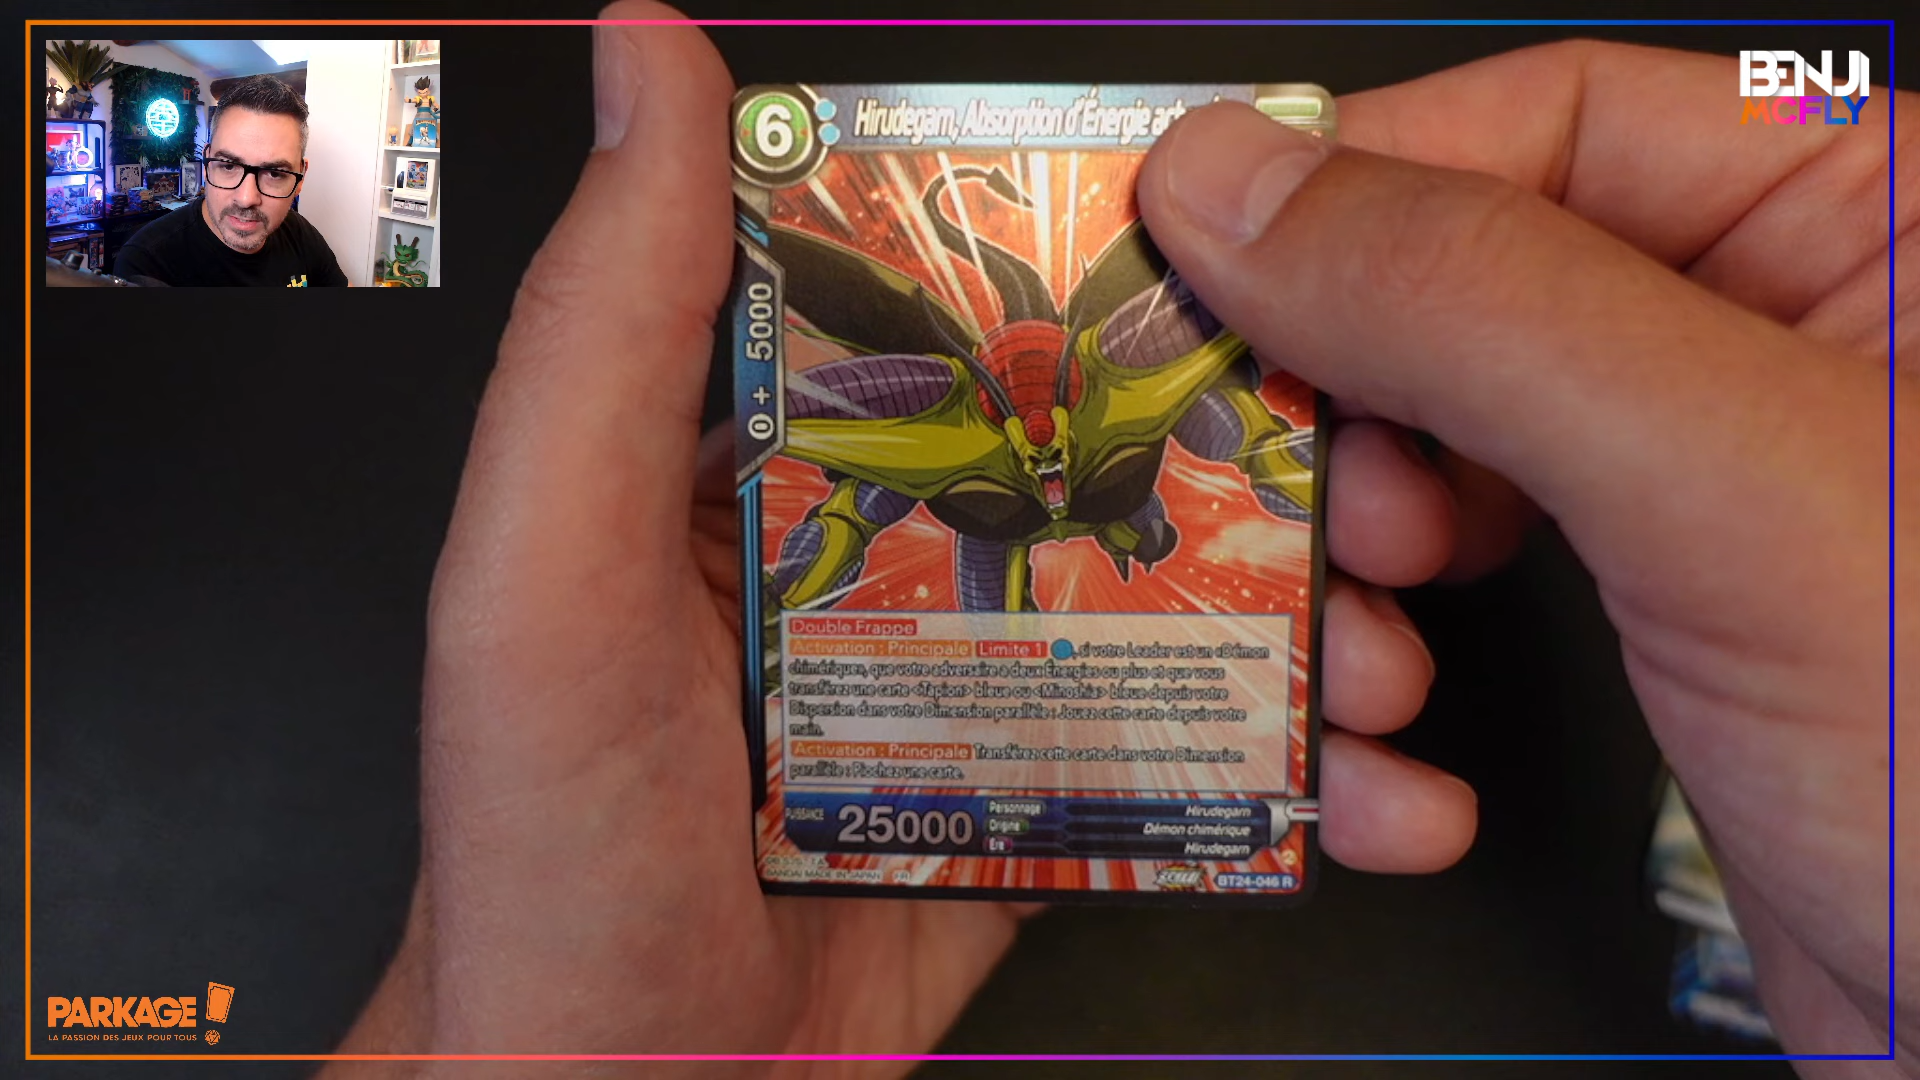 BENJI
MCFLY
6
Hirudegarn, Absorption d'Énergie
0 + 5000
Double Frappe
Activation : Principale Limite 1 , si votre Leader est un «Démon
chimérique», que votre adversaire a deux Énergies ou plus et que vous
transférez une carte <Tapion> bleue ou <Minoshia> bleue depuis votre
Dispersion dans votre Dimension parallèle : Jouez cette carte depuis votre
main.
Activation : Principale Transférez cette carte dans votre Dimension
parallèle : Piochez une carte.
PUISSANCE 25000
Personnage Hirudegarn
Origine Démon chimérique
Ère Hirudegarn
2
BANDAI MADE IN JAPAN FR
BT24-046 R
PARKAGE
LA PASSION DES JEUX POUR TOUS